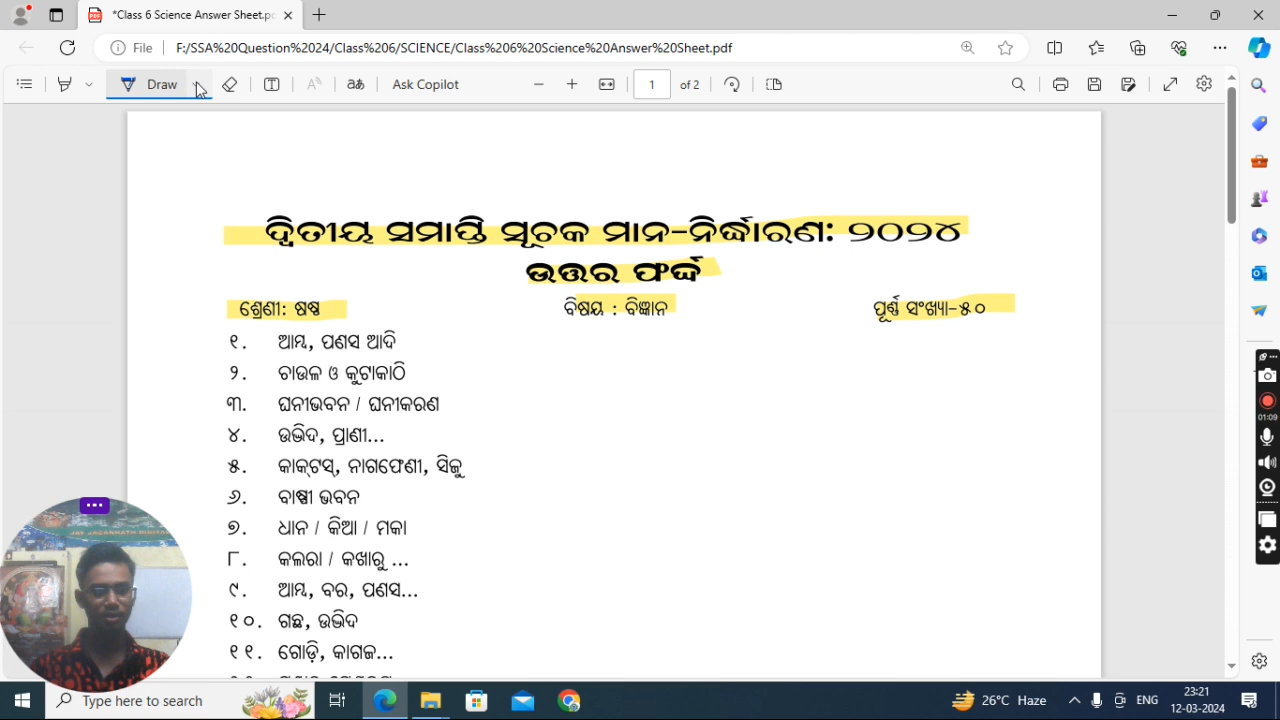 *Class 6 Science Answer Sheet.pd
File F:/SSA%20Question%2024/Class%206/SCIENCE/Class%206%20Science%20Answer%20Sheet.pdf
Draw Ask Copilot 1 of 2
ଦ୍ୱିତୀୟ ସମାପ୍ତି ସୂଚକ ମାନ-ନିର୍ଦ୍ଧାରଣ: ୨୦୨୪
ଉତ୍ତର ଫର୍ଦ୍ଦ
ଶ୍ରେଣୀ: ଷଷ୍ଠ ବିଷୟ : ବିଜ୍ଞାନ ପୂର୍ଣ୍ଣ ସଂଖ୍ୟା-୫୦
୧. ଆମ୍ବ, ପଣସ ଆଦି
୨. ଚାଉଳ ଓ କୁଟାକାଠି
୩. ଘନୀଭବନ / ଘନୀକରଣ
୪. ଉଦ୍ଭିଦ, ପ୍ରାଣୀ...
୫. କାକ୍ଟସ୍, ନାଗଫେଣୀ, ସିଜୁ
୬. ବାଷ୍ପୀ ଭବନ
୭. ଧାନ / କିଆ / ମକା
୮. କଲରା / କଖାରୁ ...
୯. ଆମ୍ବ, ବର, ପଣସ...
୧୦. ଗଛ, ଉଦ୍ଭିଦ
୧୧. ଗୋଡ଼ି, କାଗଜ...
01:09
Type here to search 26°C Haze ENG 23:21
12-03-2024